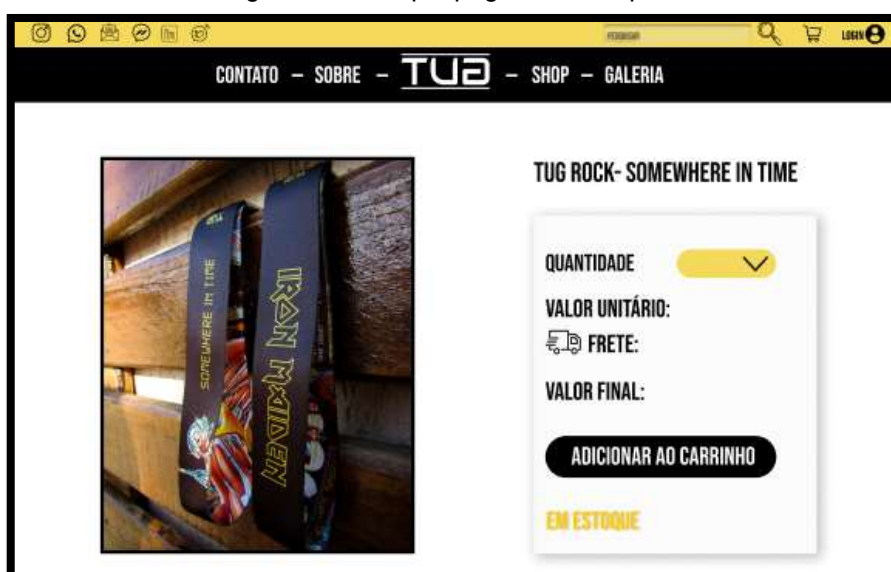 PESQUISAR
LOGIN
CONTATO – SOBRE – TUG – SHOP – GALERIA
TUG ROCK- SOMEWHERE IN TIME
SOMEWHERE IN TIME
IRON MAIDEN
QUANTIDADE
VALOR UNITÁRIO:
FRETE:
VALOR FINAL:
ADICIONAR AO CARRINHO
EM ESTOQUE